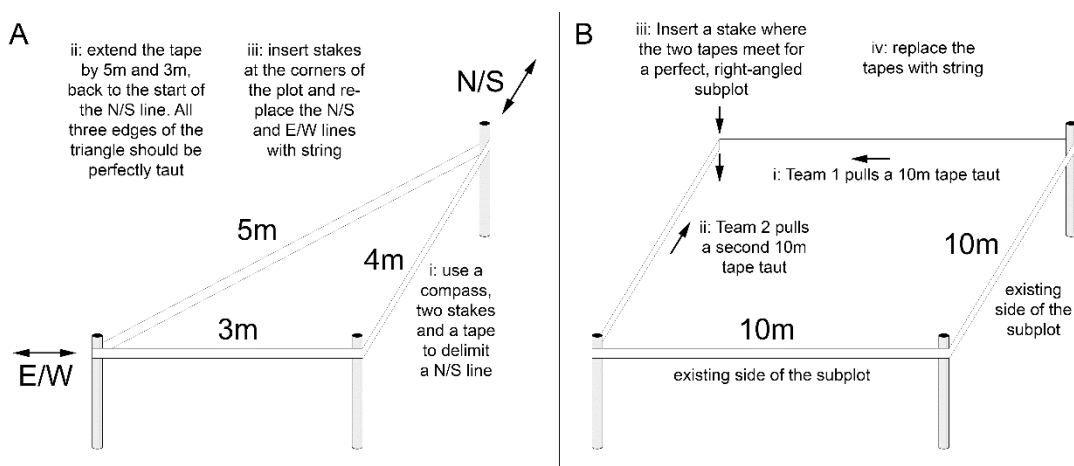 A
ii: extend the tape
by 5m and 3m,
back to the start of
the N/S line. All
three edges of the
triangle should be
perfectly taut
iii: insert stakes
at the corners of
the plot and re-
place the N/S
and E/W lines
with string
N/S
5m
4m
i: use a
compass,
two stakes
and a tape
to delimit
a N/S line
3m
E/W
B
iii: Insert a stake where
the two tapes meet for
a perfect, right-angled
subplot
iv: replace the
tapes with string
i: Team 1 pulls a 10m tape taut
ii: Team 2 pulls
a second 10m
tape taut
10m
existing
side of the
subplot
10m
existing side of the subplot